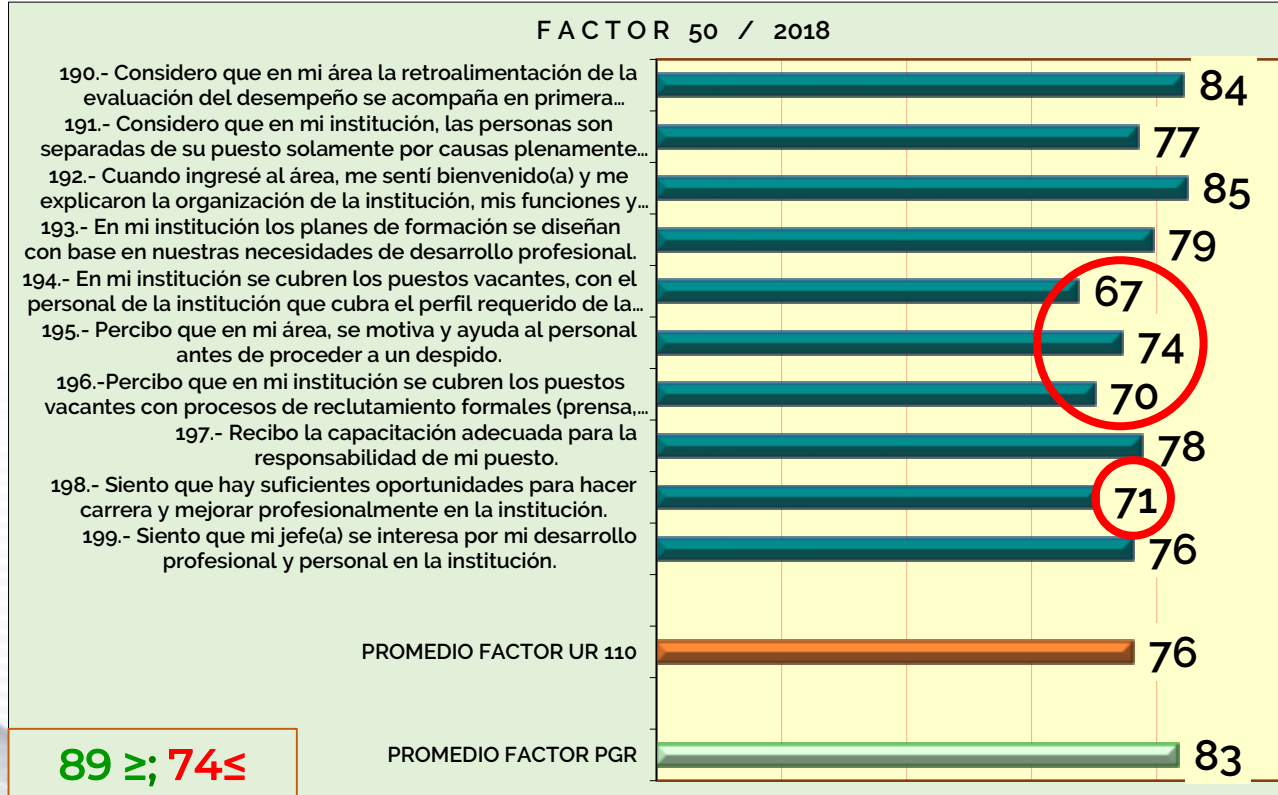 FACTOR 50 / 2018
190.- Considero que en mi área la retroalimentación de la
evaluación del desempeño se acompaña en primera...
84
191.- Considero que en mi institución, las personas son
separadas de su puesto solamente por causas plenamente...
77
192.- Cuando ingresé al área, me sentí bienvenido(a) y me
explicaron la organización de la institución, mis funciones y...
85
193.- En mi institución los planes de formación se diseñan
con base en nuestras necesidades de desarrollo profesional.
79
194.- En mi institución se cubren los puestos vacantes, con el
personal de la institución que cubra el perfil requerido de la...
67
195.- Percibo que en mi área, se motiva y ayuda al personal
antes de proceder a un despido.
74
196.-Percibo que en mi institución se cubren los puestos
vacantes con procesos de reclutamiento formales (prensa,...
70
197.- Recibo la capacitación adecuada para la
responsabilidad de mi puesto.
78
198.- Siento que hay suficientes oportunidades para hacer
carrera y mejorar profesionalmente en la institución.
71
199.- Siento que mi jefe(a) se interesa por mi desarrollo
profesional y personal en la institución.
76
PROMEDIO FACTOR UR 110
76
PROMEDIO FACTOR PGR
83
89 ≥; 74≤